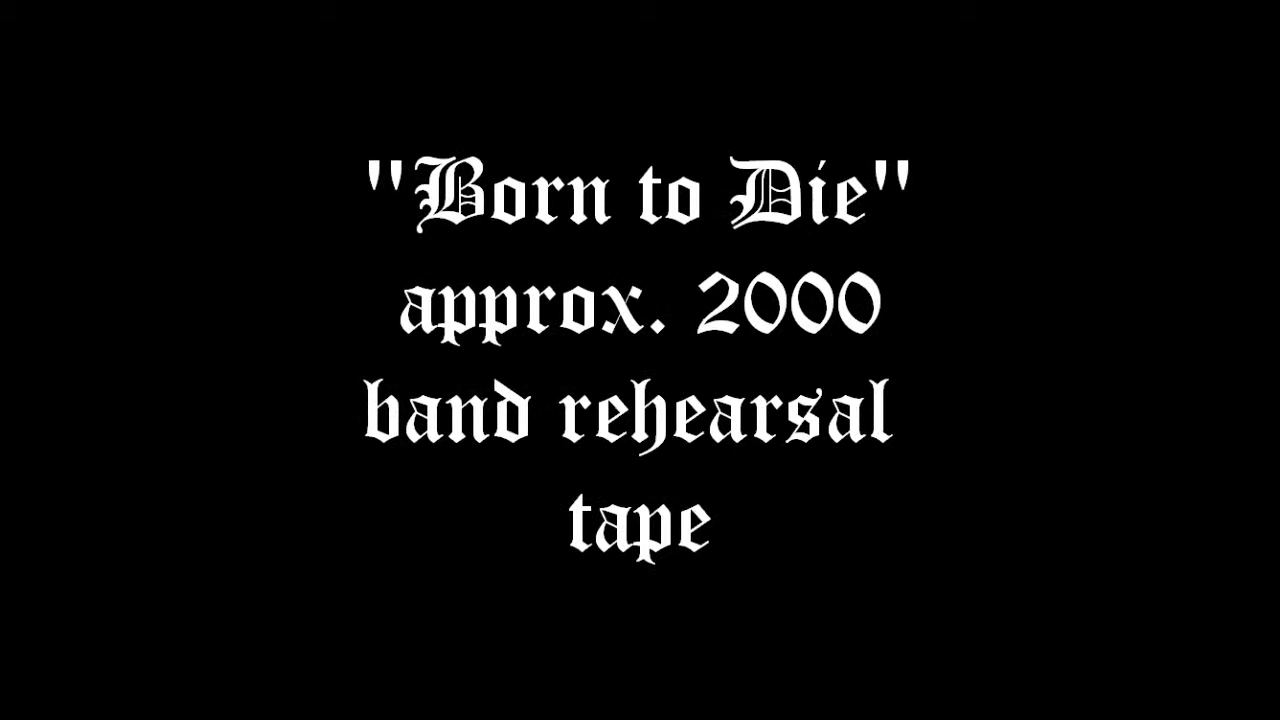 "Born to Die"
approx. 2000
band rehearsal
tape